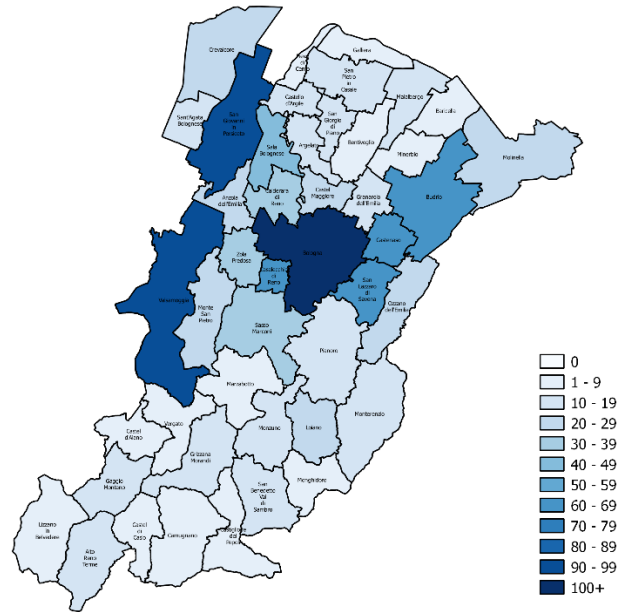 Crevalcore
Galliera
San
Pietro
in
Casale
Malalbergo
Baricella
Castello
d'Argile
San
Giorgio
di
Piano
Sant'Agata
Bolognese
San
Giovanni
in
Persiceto
Sala
Bolognese
Argelato
Bentivoglio
Minerbio
Molinella
Calderara
di
Reno
Castel
Maggiore
Granarolo
dell'Emilia
Budrio
Anzola
dell'Emilia
Bologna
Castenaso
Zola
Predosa
Casalecchio
di
Reno
San
Lazzaro
di
Savena
Ozzano
dell'Emilia
Valsamoggia
Monte
San
Pietro
Sasso
Marconi
Pianoro
0
1 - 9
10 - 19
20 - 29
30 - 39
40 - 49
50 - 59
60 - 69
70 - 79
80 - 89
90 - 99
100+
Marzabotto
Monterenzio
Vergato
Castel
d'Aiano
Monzuno
Loiano
Grizzana
Morandi
Gaggio
Montano
San
Benedetto
Val
di
Sambro
Monghidoro
Lizzano
in
Belvedere
Alto
Reno
Terme
Castel
di
Casio
Camugnano
Castiglione
dei
Pepoli